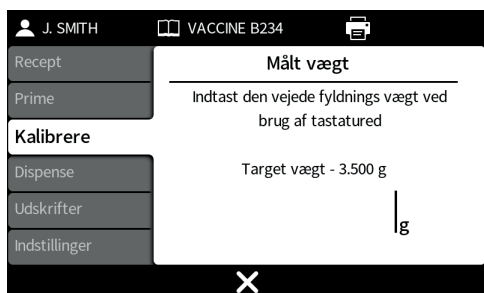 J. SMITH
VACCINE B234
Recept
Prime
Kalibrere
Dispense
Udskrifter
Indstillinger
Målt vægt
Indtast den vejede fyldnings vægt ved
brug af tastatured
Target vægt - 3.500 g
g